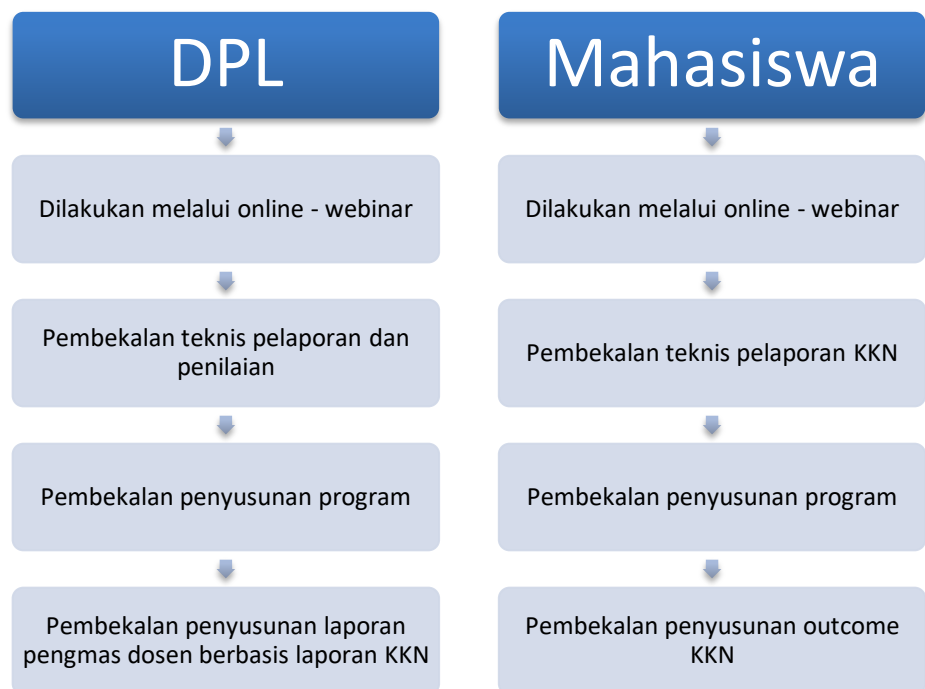 DPL
Dilakukan melalui online - webinar
Pembekalan teknis pelaporan dan
penilaian
Pembekalan penyusunan program
Pembekalan penyusunan laporan
pengmas dosen berbasis laporan KKN
Mahasiswa
Dilakukan melalui online - webinar
Pembekalan teknis pelaporan KKN
Pembekalan penyusunan program
Pembekalan penyusunan outcome
KKN